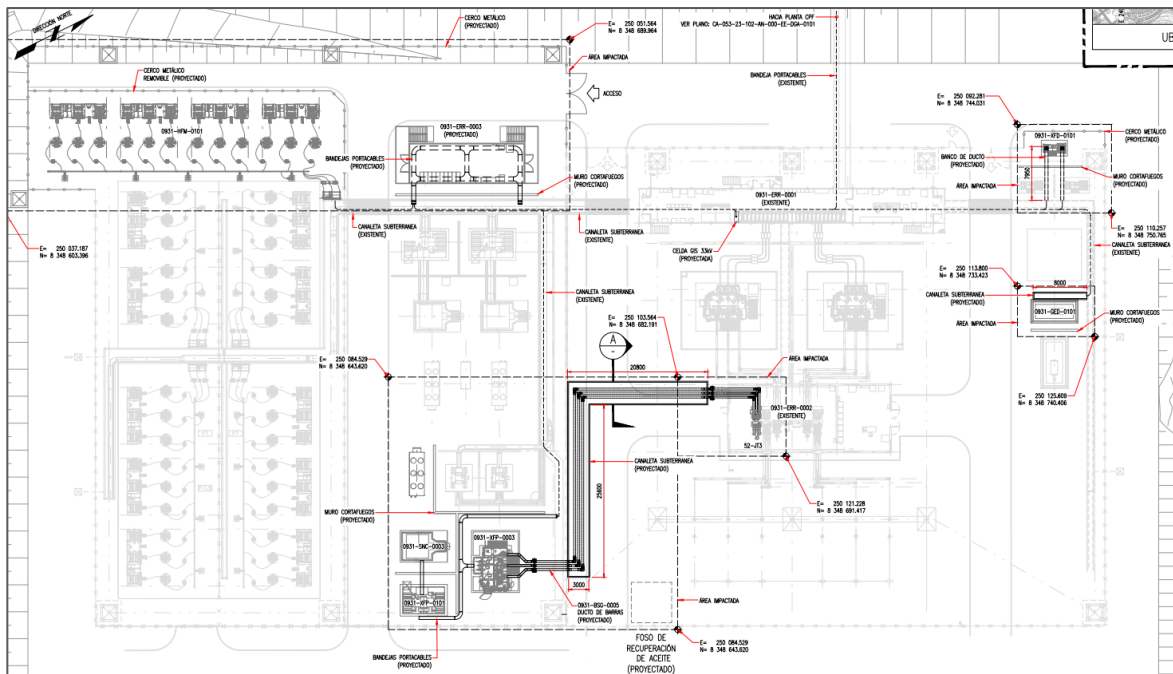 DIRECCIÓN NORTE
CERCO METÁLICO
(PROYECTADO)
E= 250 051.564
N= 8 348 689.964
HACIA PLANTA CPF
VER PLANO: CA-053-23-102-AN-000-EE-DGA-0101
UB
ÁREA IMPACTADA
CERCO METÁLICO
REMOVIBLE (PROYECTADO)
BANDEJA PORTACABLES
(EXISTENTE)
ACCESO
E= 250 092.281
N= 8 348 744.031
0931-HFM-0101
0931-ERR-0003
(PROYECTADO)
0931-XFD-0101
CERCO METÁLICO
(PROYECTADO)
BANDEJAS PORTACABLES
(PROYECTADO)
BANCO DE DUCTO
(PROYECTADO)
7950
MURO CORTAFUEGOS
(PROYECTADO)
MURO CORTAFUEGOS
(PROYECTADO)
ÁREA IMPACTADA
0931-ERR-0001
(EXISTENTE)
CANALETA SUBTERRANEA
(EXISTENTE)
CANALETA SUBTERRANEA
(EXISTENTE)
E= 250 110.257
N= 8 348 750.765
E= 250 037.187
N= 8 348 603.396
CELDA GIS 33kV
(PROYECTADA)
CANALETA SUBTERRANEA
(EXISTENTE)
E= 250 113.800
N= 8 348 733.423
8000
CANALETA SUBTERRANEA
(EXISTENTE)
CANALETA SUBTERRANEA
(PROYECTADO)
0931-GED-0101
MURO CORTAFUEGOS
(PROYECTADO)
E= 250 103.564
N= 8 348 682.191
ÁREA IMPACTADA
A
-
E= 250 084.529
N= 8 348 643.620
ÁREA IMPACTADA
20800
E= 250 125.609
N= 8 348 740.406
0931-ERR-0002
(EXISTENTE)
52-JT3
CANALETA SUBTERRANEA
(PROYECTADO)
25600
E= 250 121.228
N= 8 348 691.417
MURO CORTAFUEGOS
(PROYECTADO)
0931-SNC-0003
0931-XFP-0003
3000
0931-XFP-0101
0931-BSG-0005
DUCTO DE BARRAS
(PROYECTADO)
ÁREA IMPACTADA
FOSO DE
RECUPERACIÓN
DE ACEITE
(PROYECTADO)
E= 250 084.529
N= 8 348 643.620
BANDEJAS PORTACABLES
(PROYECTADO)